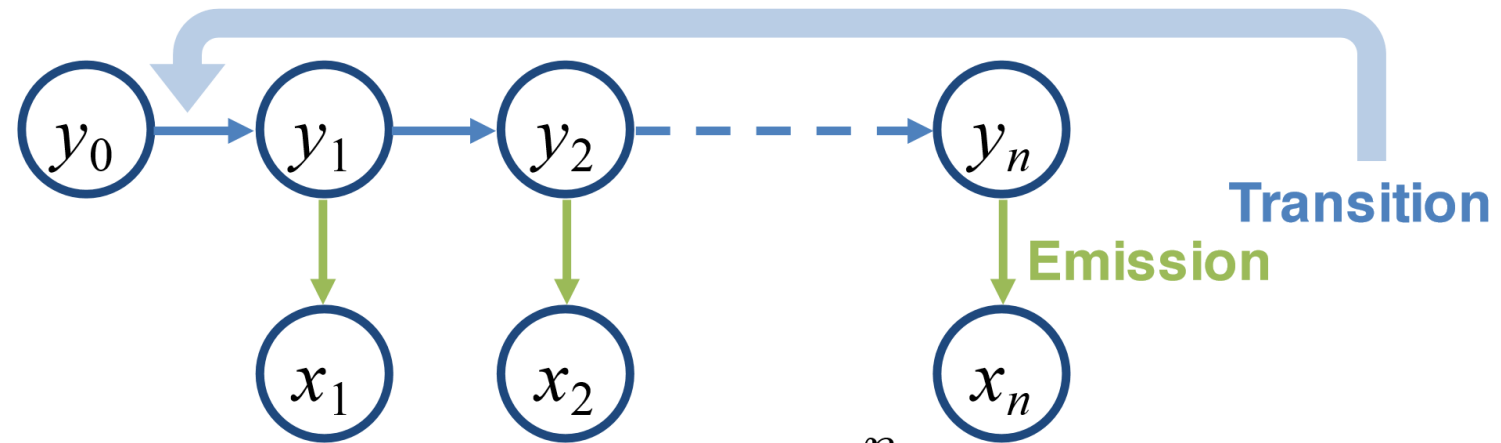 y₀ y₁ y₂ yₙ
Transition
Emission
x₁ x₂ xₙ